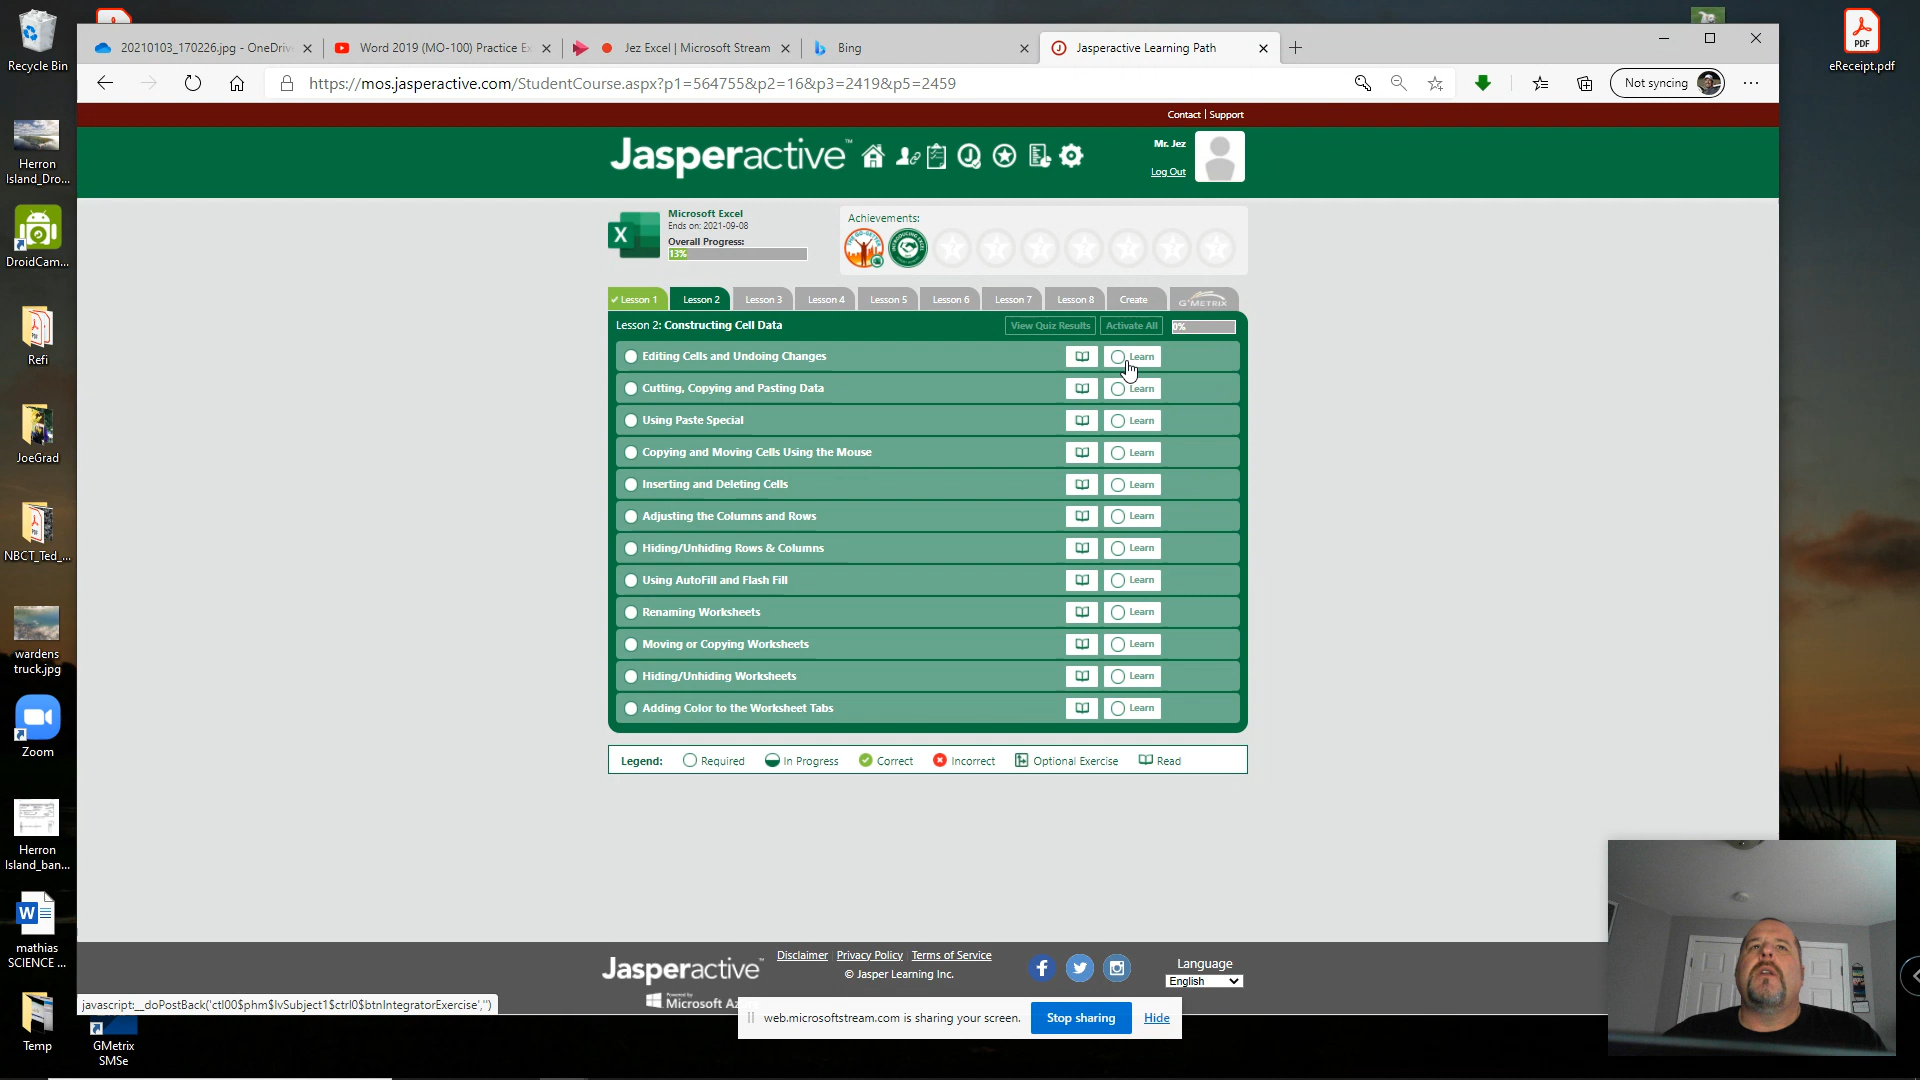 Recycle Bin
Herron
Island_Dro...
DroidCam...
Refi
JoeGrad
NBCT_Ted_...
wardens
truck.jpg
Zoom
Herron
Island_ban...
mathias
SCIENCE ...
Temp
GMetrix
SMSe
eReceipt.pdf
PDF
20210103_170226.jpg - OneDriv
Word 2019 (MO-100) Practice Ex
Jez Excel | Microsoft Stream
Bing
Jasperactive Learning Path
https://mos.jasperactive.com/StudentCourse.aspx?p1=564755&p2=16&p3=2419&p5=2459
Not syncing
Contact | Support
Jasperactive™
Mr. Jez
Log Out
Microsoft Excel
Ends on: 2021-09-08
Overall Progress:
13%
Achievements:
Lesson 1
Lesson 2
Lesson 3
Lesson 4
Lesson 5
Lesson 6
Lesson 7
Lesson 8
Create
G*METRIX
Lesson 2: Constructing Cell Data
View Quiz Results
Activate All
0%
Editing Cells and Undoing Changes Learn
Cutting, Copying and Pasting Data Learn
Using Paste Special Learn
Copying and Moving Cells Using the Mouse Learn
Inserting and Deleting Cells Learn
Adjusting the Columns and Rows Learn
Hiding/Unhiding Rows & Columns Learn
Using AutoFill and Flash Fill Learn
Renaming Worksheets Learn
Moving or Copying Worksheets Learn
Hiding/Unhiding Worksheets Learn
Adding Color to the Worksheet Tabs Learn
Legend: Required In Progress Correct Incorrect Optional Exercise Read
Jasperactive™
Powered by
Microsoft Az
Disclaimer Privacy Policy Terms of Service
© Jasper Learning Inc.
Language
English
javascript:__doPostBack('ctl00$phm$lvSubject1$ctrl0$btnIntegratorExercise','')
web.microsoftstream.com is sharing your screen.
Stop sharing
Hide